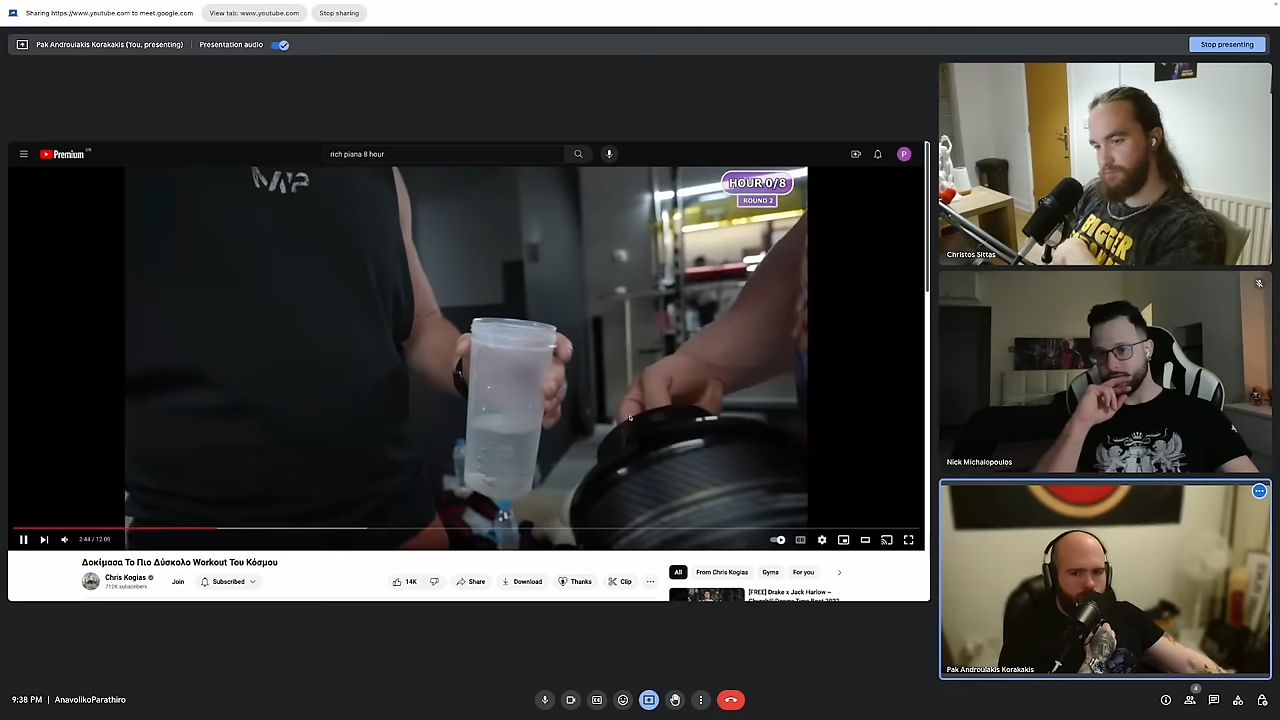 Sharing https://www.youtube.com to meet.google.com
View tab: www.youtube.com
Stop sharing
Pak Androulakis Korakakis (You, presenting)
Presentation audio
Stop presenting
Premium
GB
rich piana 8 hour
P
HOUR 0/8
ROUND 2
2:44 / 12:09
Δοκίμασα Το Πιο Δύσκολο Workout Του Κόσμου
Chris Kogias
712K subscribers
Join
Subscribed
14K
Share
Download
Thanks
Clip
All
From Chris Kogias
Gyms
For you
[FREE] Drake x Jack Harlow ~
BIGGER
Christos Sittas
Nick Michalopoulos
Pak Androulakis Korakakis
9:38 PM | AnavolikoParathiro
4